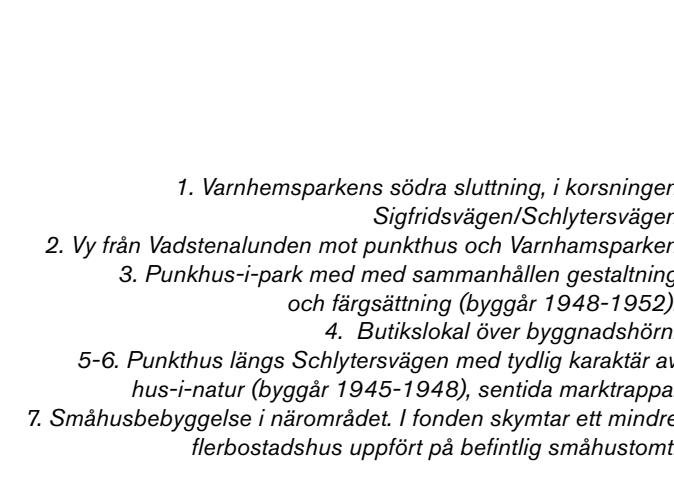 1. Varnhemsparkens södra sluttning, i korsningen
Sigfridsvägen/Schlytersvägen
2. Vy från Vadstenalunden mot punkthus och Varnhamsparken
3. Punkhus-i-park med med sammanhållen gestaltning
och färgsättning (byggår 1948-1952).
4. Butikslokal över byggnadshörn.
5-6. Punkthus längs Schlytersvägen med tydlig karaktär av
hus-i-natur (byggår 1945-1948), sentida marktrappa.
7. Småhusbebyggelse i närområdet. I fonden skymtar ett mindre
flerbostadshus uppfört på befintlig småhustomt.